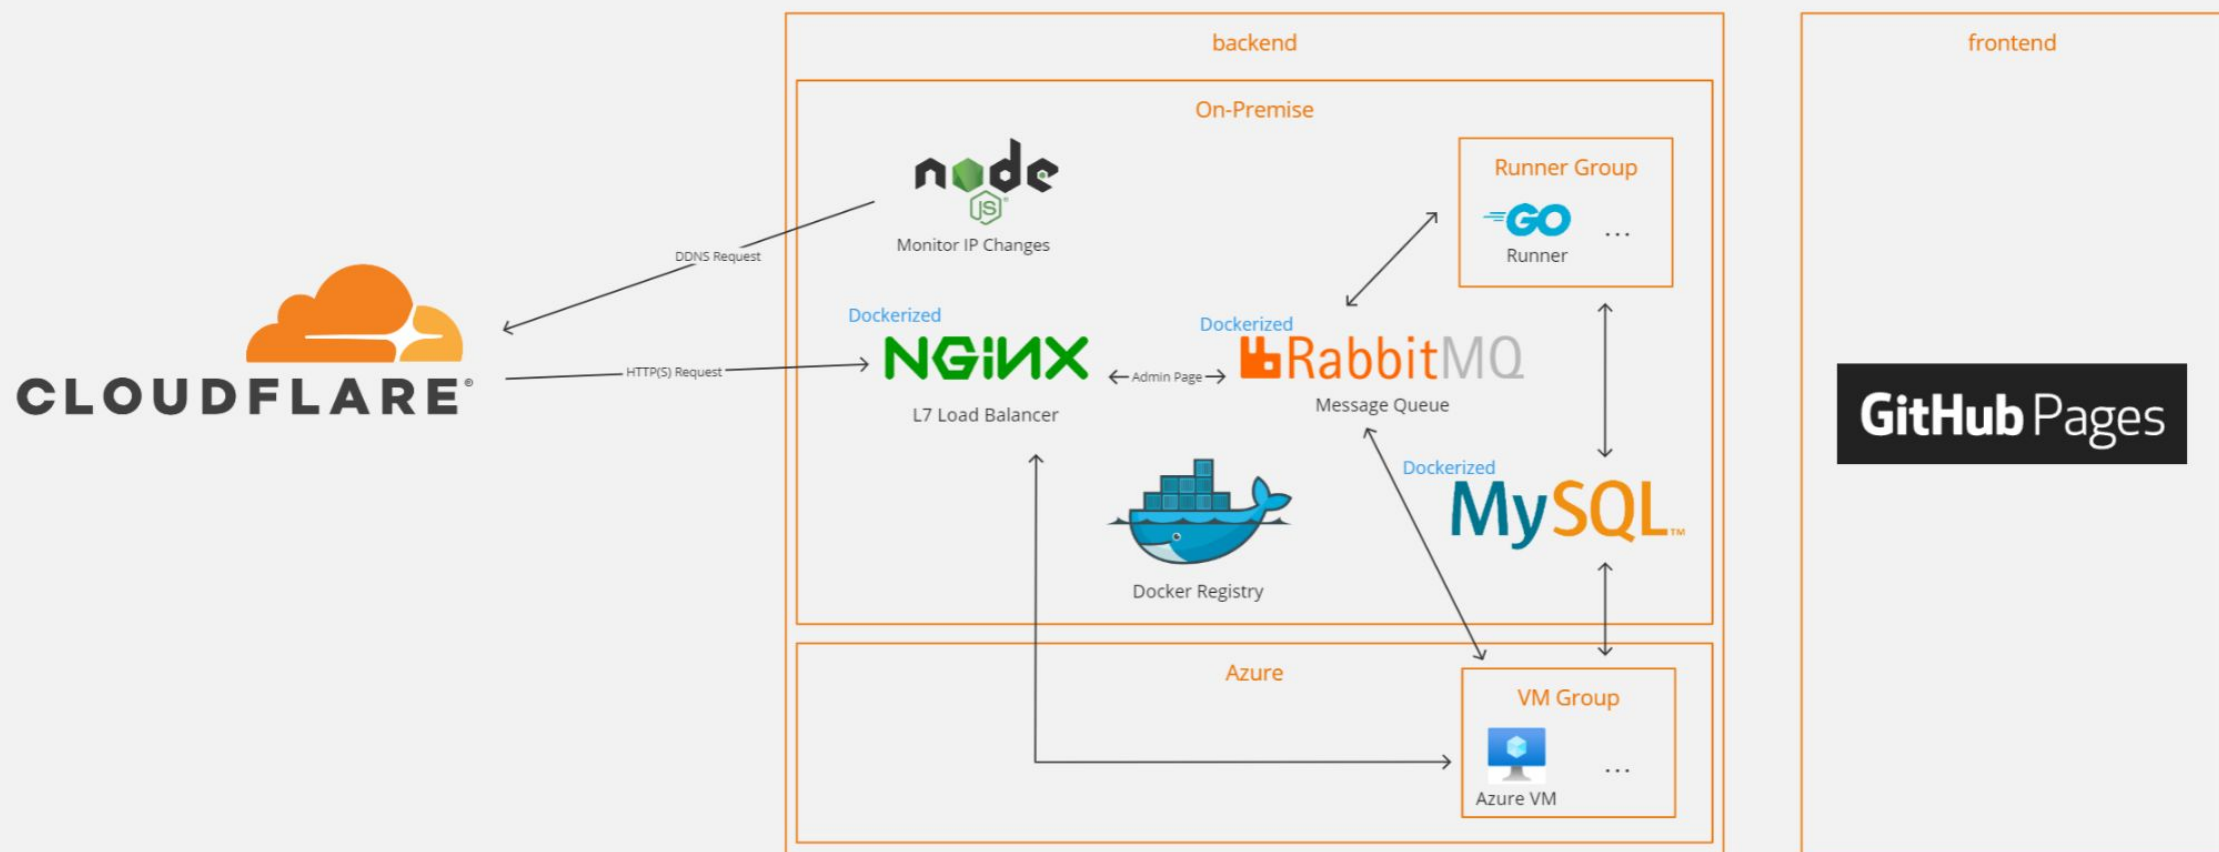 backend
frontend
On-Premise
node
JS
Monitor IP Changes
Runner Group
GO
...
Runner
DDNS Request
CLOUDFLARE®
HTTP(S) Request
Dockerized
NGINX
L7 Load Balancer
Admin Page
Dockerized
RabbitMQ
Message Queue
Dockerized
MySQL™
Docker Registry
GitHub Pages
Azure
VM Group
...
Azure VM